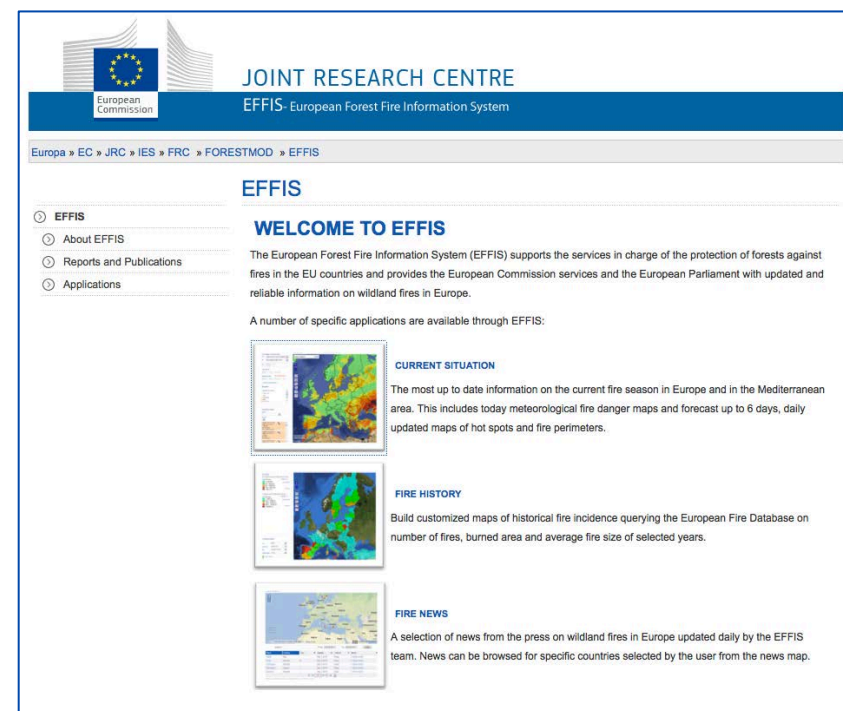 European
Commission
JOINT RESEARCH CENTRE
EFFIS- European Forest Fire Information System
Europa » EC » JRC » IES » FRC » FORESTMOD » EFFIS
EFFIS
EFFIS
About EFFIS
Reports and Publications
Applications
WELCOME TO EFFIS
The European Forest Fire Information System (EFFIS) supports the services in charge of the protection of forests against
fires in the EU countries and provides the European Commission services and the European Parliament with updated and
reliable information on wildland fires in Europe.
A number of specific applications are available through EFFIS:
CURRENT SITUATION
The most up to date information on the current fire season in Europe and in the Mediterranean
area. This includes today meteorological fire danger maps and forecast up to 6 days, daily
updated maps of hot spots and fire perimeters.
FIRE HISTORY
Build customized maps of historical fire incidence querying the European Fire Database on
number of fires, burned area and average fire size of selected years.
FIRE NEWS
A selection of news from the press on wildland fires in Europe updated daily by the EFFIS
team. News can be browsed for specific countries selected by the user from the news map.